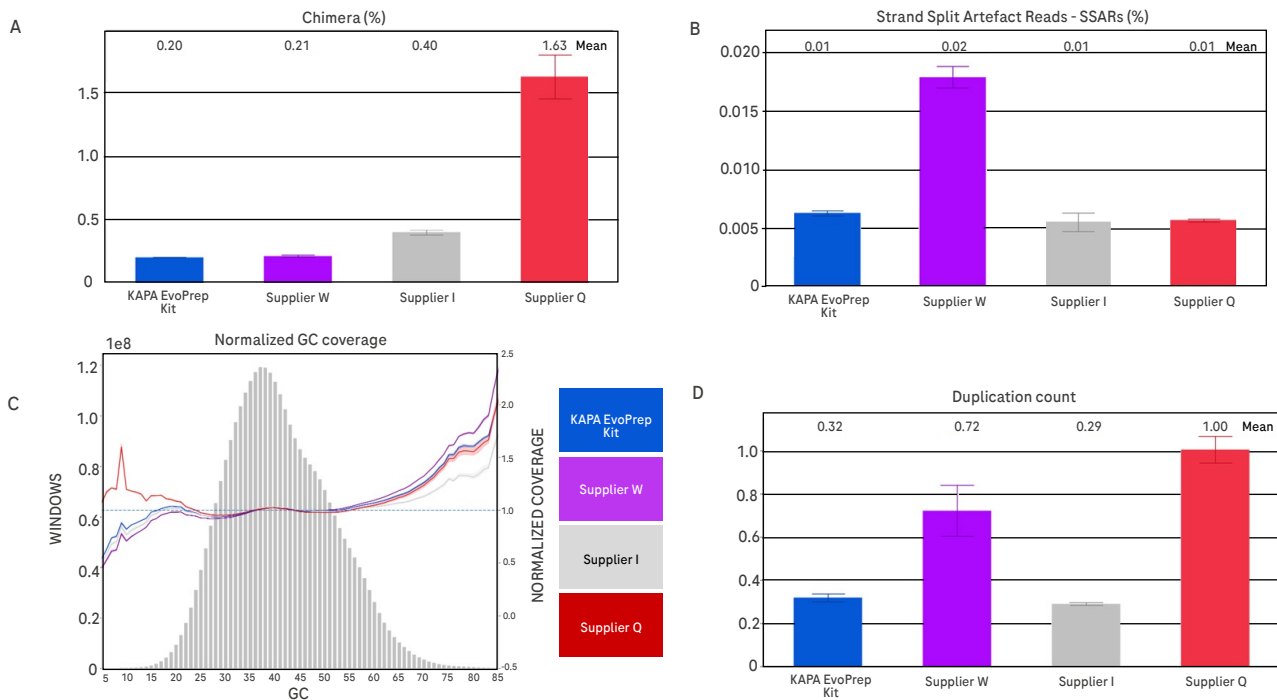 A
Chimera (%)
0.20 0.21 0.40 1.63 Mean
1.5
1.0
0.5
0
KAPA EvoPrep
Kit
Supplier W
Supplier I
Supplier Q
B
Strand Split Artefact Reads - SSARs (%)
0.01 0.02 0.01 0.01 Mean
0.020
0.015
0.010
0.005
0.000
KAPA EvoPrep
Kit
Supplier W
Supplier I
Supplier Q
C
1e8
Normalized GC coverage
WINDOWS
1.2
1.0
0.8
0.6
0.4
0.2
0
5 10 15 20 25 30 35 40 45 50 55 60 65 70 75 80 85
GC
2.5
2.0
1.5
1.0
0.5
0.0
-0.5
NORMALIZED COVERAGE
KAPA EvoPrep
Kit
Supplier W
Supplier I
Supplier Q
D
Duplication count
0.32 0.72 0.29 1.00 Mean
1.0
0.8
0.6
0.4
0.2
0
KAPA EvoPrep
Kit
Supplier W
Supplier I
Supplier Q